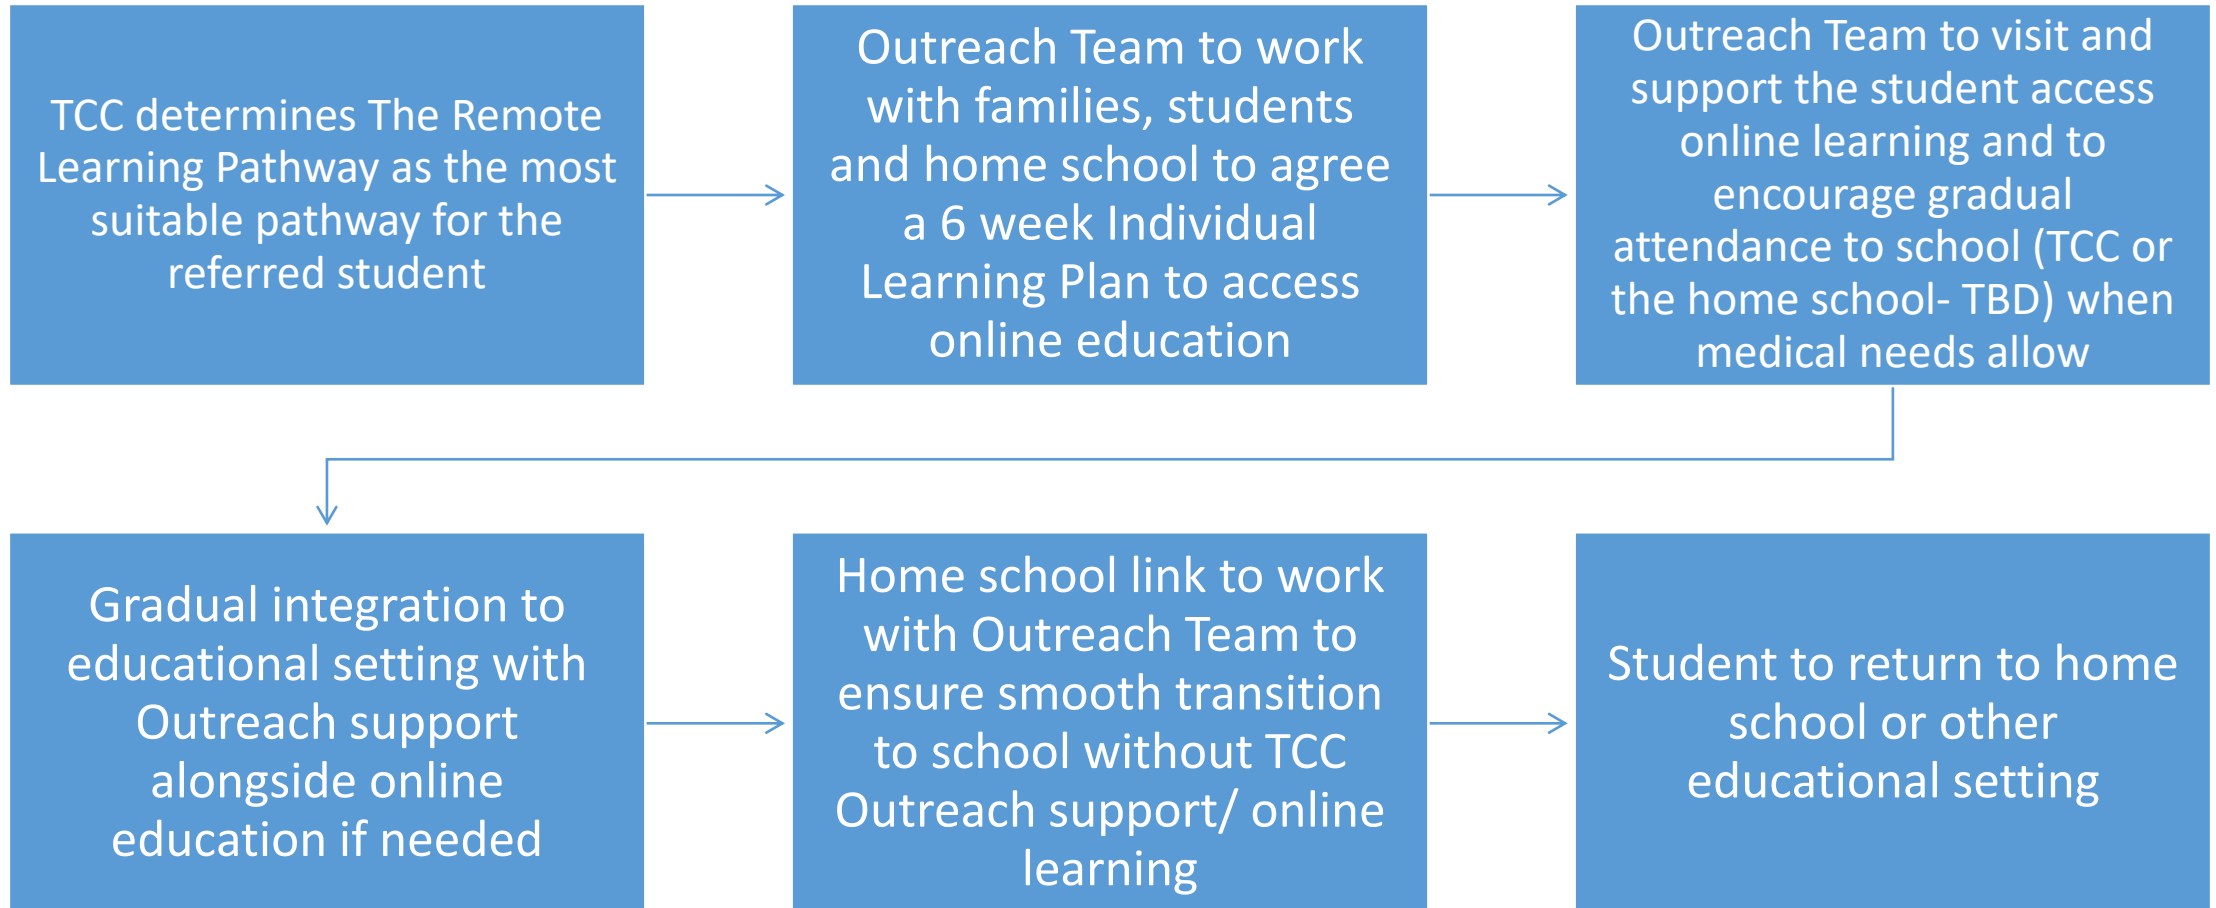 TCC determines The Remote
Learning Pathway as the most
suitable pathway for the
referred student
Outreach Team to work
with families, students
and home school to agree
a 6 week Individual
Learning Plan to access
online education
Outreach Team to visit and
support the student access
online learning and to
encourage gradual
attendance to school (TCC or
the home school- TBD) when
medical needs allow
Gradual integration to
educational setting with
Outreach support
alongside online
education if needed
Home school link to work
with Outreach Team to
ensure smooth transition
to school without TCC
Outreach support/ online
learning
Student to return to home
school or other
educational setting